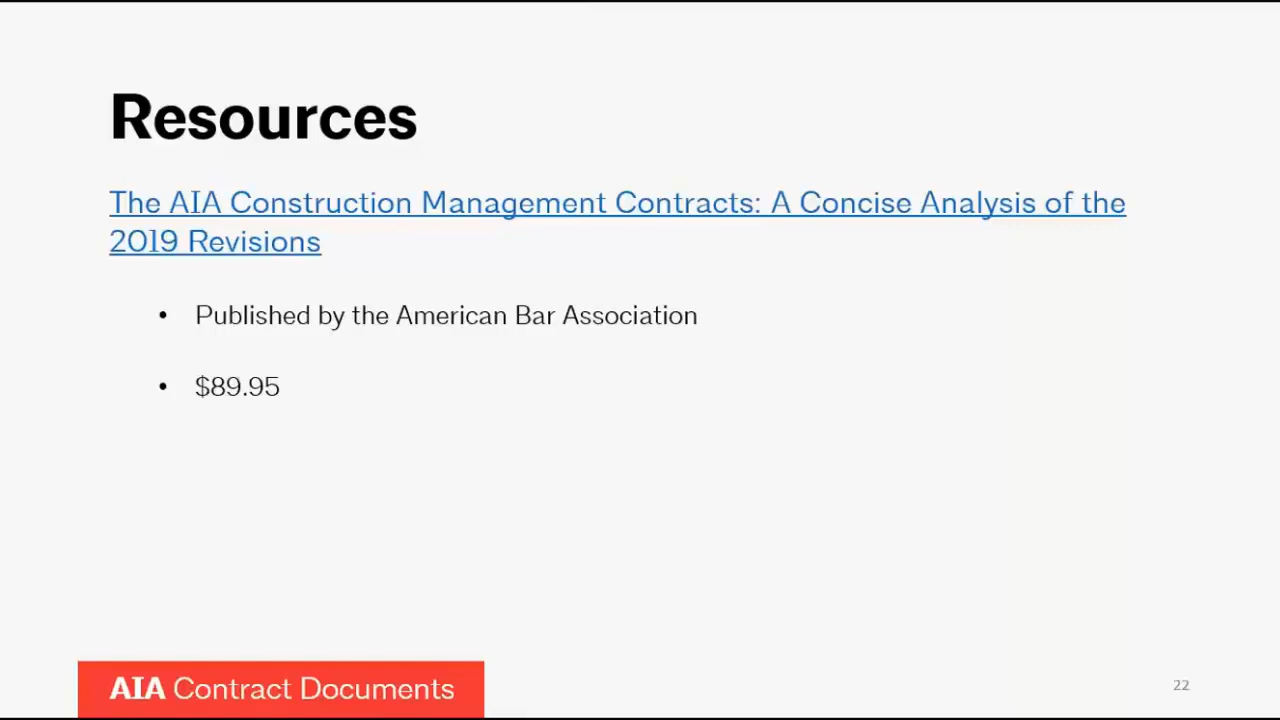 Resources
The AIA Construction Management Contracts: A Concise Analysis of the
2019 Revisions
• Published by the American Bar Association
• $89.95
AIA Contract Documents
22